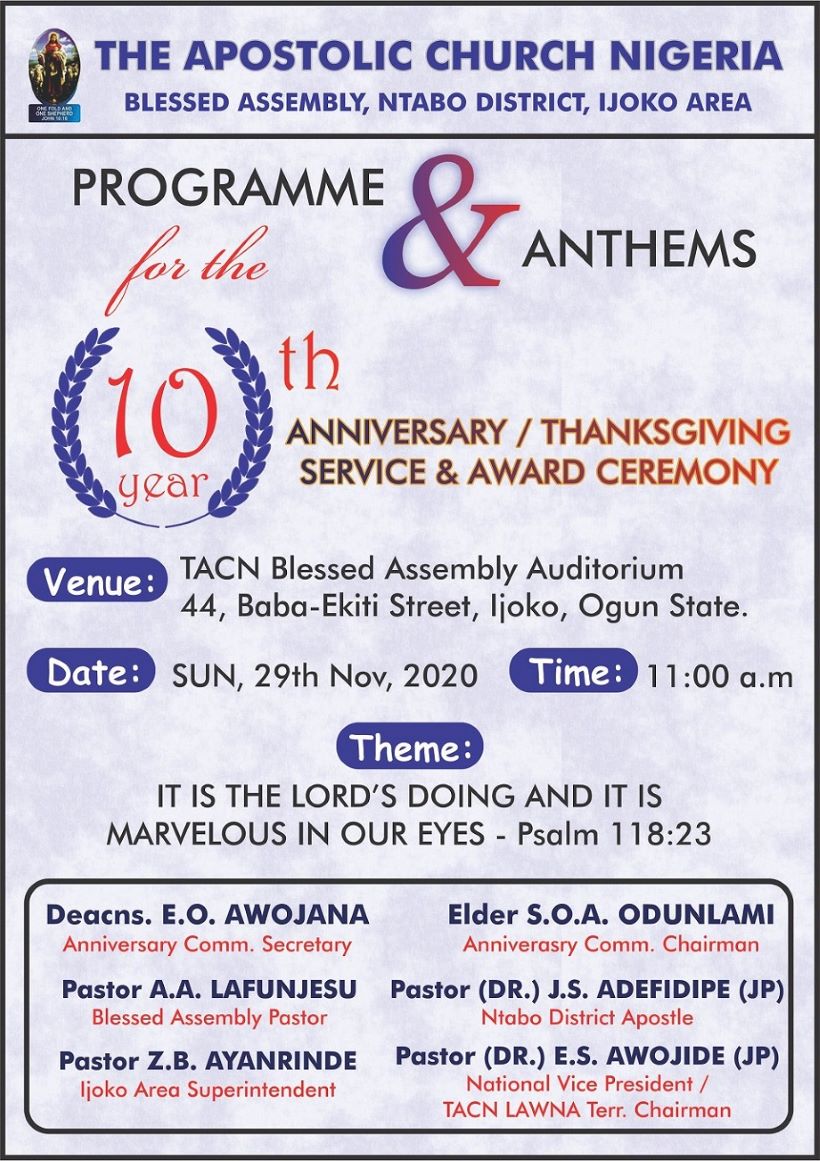 THE APOSTOLIC CHURCH NIGERIA
BLESSED ASSEMBLY, NTABO DISTRICT, IJOKO AREA
ONE FOLD AND
ONE SHEPHERD
JOHN 10:16
PROGRAMME
&
ANTHEMS
for the
10
th
year
ANNIVERSARY / THANKSGIVING
SERVICE & AWARD CEREMONY
Venue: TACN Blessed Assembly Auditorium
44, Baba-Ekiti Street, Ijoko, Ogun State.
Date: SUN, 29th Nov, 2020 Time: 11:00 a.m
Theme:
IT IS THE LORD'S DOING AND IT IS
MARVELOUS IN OUR EYES - Psalm 118:23
Deacns. E.O. AWOJANA
Anniversary Comm. Secretary
Elder S.O.A. ODUNLAMI
Anniverasry Comm. Chairman
Pastor A.A. LAFUNJESU
Blessed Assembly Pastor
Pastor (DR.) J.S. ADEFIDIPE (JP)
Ntabo District Apostle
Pastor Z.B. AYANRINDE
Ijoko Area Superintendent
Pastor (DR.) E.S. AWOJIDE (JP)
National Vice President /
TACN LAWNA Terr. Chairman